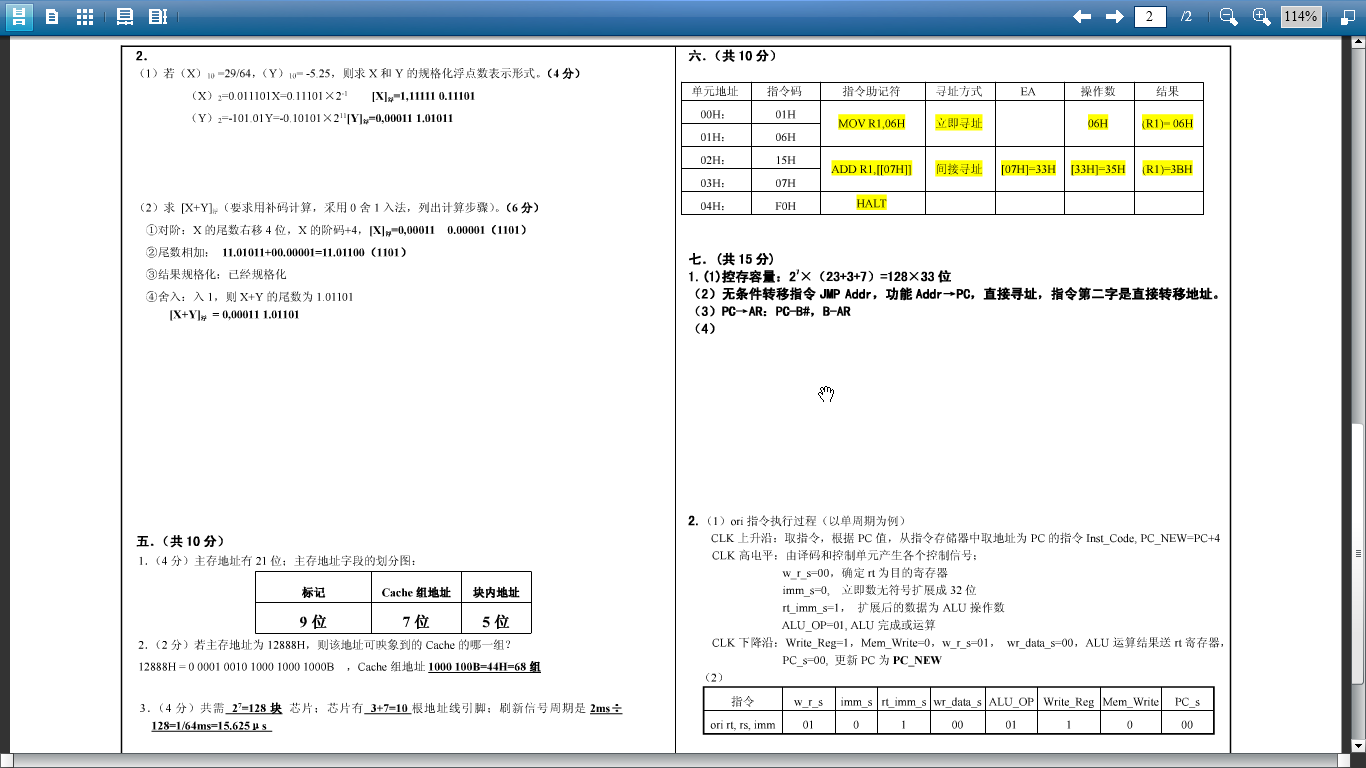 2
/2
114%
2.
（1）若（X）10 =29/64,（Y）10= -5.25，则求 X 和 Y 的规格化浮点数表示形式。(4 分)
（X）2=0.011101X=0.11101×2-1 [X]浮=1,11111 0.11101
（Y）2=-101.01Y=-0.10101×211[Y]浮=0,00011 1.01011
（2）求 [X+Y]浮（要求用补码计算，采用 0 舍 1 入法，列出计算步骤）。(6 分)
①对阶：X 的尾数右移 4 位，X 的阶码+4，[X]浮=0,00011 0.00001（1101）
②尾数相加： 11.01011+00.00001=11.01100（1101）
③结果规格化：已经规格化
④舍入：入 1，则 X+Y 的尾数为 1.01101
[X+Y]浮 = 0,00011 1.01101
五．（共 10 分）
1．（4 分）主存地址有 21 位；主存地址字段的划分图：
标记 Cache 组地址 块内地址
9 位 7 位 5 位
2．（2 分）若主存地址为 12888H，则该地址可映象到的 Cache 的哪一组？
12888H = 0 0001 0010 1000 1000 1000B ，Cache 组地址 1000 100B=44H=68 组
3．（4 分）共需 27=128 块 芯片；芯片有 3+7=10 根地址线引脚；刷新信号周期是 2ms÷
128=1/64ms=15.625μs
六．（共 10 分）
单元地址 指令码 指令助记符 寻址方式 EA 操作数 结果
00H： 01H MOV R1,06H 立即寻址 06H (R1)= 06H
01H： 06H
02H： 15H ADD R1,[[07H]] 间接寻址 [07H]=33H [33H]=35H (R1)=3BH
03H： 07H
04H： F0H HALT
七．(共 15 分)
1. (1)控存容量：27×（23+3+7）=128×33 位
（2）无条件转移指令 JMP Addr，功能 Addr→PC，直接寻址，指令第二字是直接转移地址。
（3）PC→AR：PC-B#，B-AR
（4）
2.（1）ori 指令执行过程（以单周期为例）
CLK 上升沿：取指令，根据 PC 值，从指令存储器中取地址为 PC 的指令 Inst_Code, PC_NEW=PC+4
CLK 高电平：由译码和控制单元产生各个控制信号；
w_r_s=00，确定 rt 为目的寄存器
imm_s=0， 立即数无符号扩展成 32 位
rt_imm_s=1， 扩展后的数据为 ALU 操作数
ALU_OP=01, ALU 完成或运算
CLK 下降沿：Write_Reg=1，Mem_Write=0，w_r_s=01， wr_data_s=00，ALU 运算结果送 rt 寄存器，
PC_s=00, 更新 PC 为 PC_NEW
（2）
指令 w_r_s imm_s rt_imm_s wr_data_s ALU_OP Write_Reg Mem_Write PC_s
ori rt, rs, imm 01 0 1 00 01 1 0 00